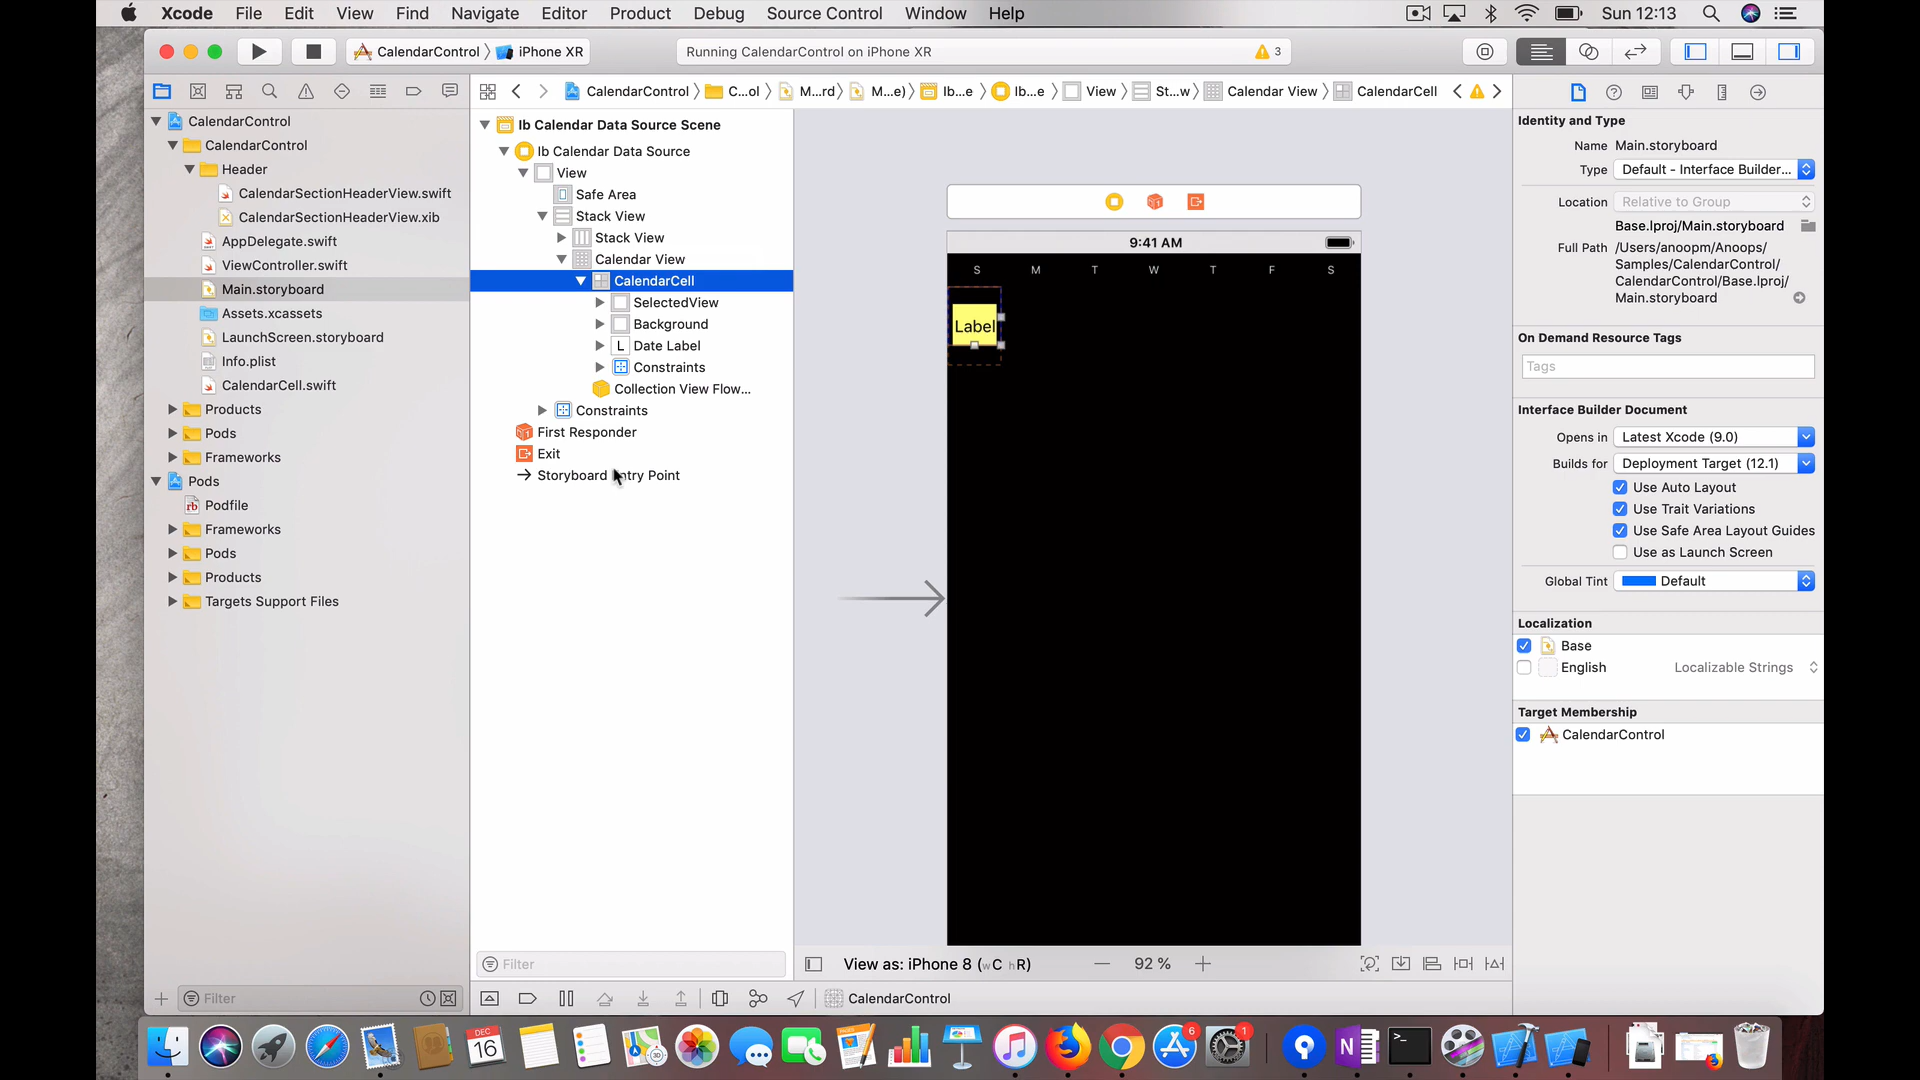 Xcode File Edit View Find Navigate Editor Product Debug Source Control Window Help Sun 12:13
CalendarControl iPhone XR Running CalendarControl on iPhone XR 3
CalendarControl C...ol M...rd) M...e) Ib...e Ib...e View St...w Calendar View CalendarCell
CalendarControl
CalendarControl
Header
CalendarSectionHeaderView.swift
CalendarSectionHeaderView.xib
AppDelegate.swift
ViewController.swift
Main.storyboard
Assets.xcassets
LaunchScreen.storyboard
Info.plist
CalendarCell.swift
Products
Pods
Frameworks
Pods
Podfile
Frameworks
Pods
Products
Targets Support Files
Filter
Ib Calendar Data Source Scene
Ib Calendar Data Source
View
Safe Area
Stack View
Stack View
Calendar View
CalendarCell
SelectedView
Background
L Date Label
Constraints
Collection View Flow...
Constraints
First Responder
Exit
Storyboard Entry Point
Filter
9:41 AM
S M T W T F S
Label
View as: iPhone 8 (wC hR) 92 %
CalendarControl
Identity and Type
Name Main.storyboard
Type Default - Interface Builder...
Location Relative to Group
Base.lproj/Main.storyboard
Full Path /Users/anoopm/Anoops/
Samples/CalendarControl/
CalendarControl/Base.lproj/
Main.storyboard
On Demand Resource Tags
Tags
Interface Builder Document
Opens in Latest Xcode (9.0)
Builds for Deployment Target (12.1)
Use Auto Layout
Use Trait Variations
Use Safe Area Layout Guides
Use as Launch Screen
Global Tint Default
Localization
Base
English Localizable Strings
Target Membership
CalendarControl
DEC
16
6
1